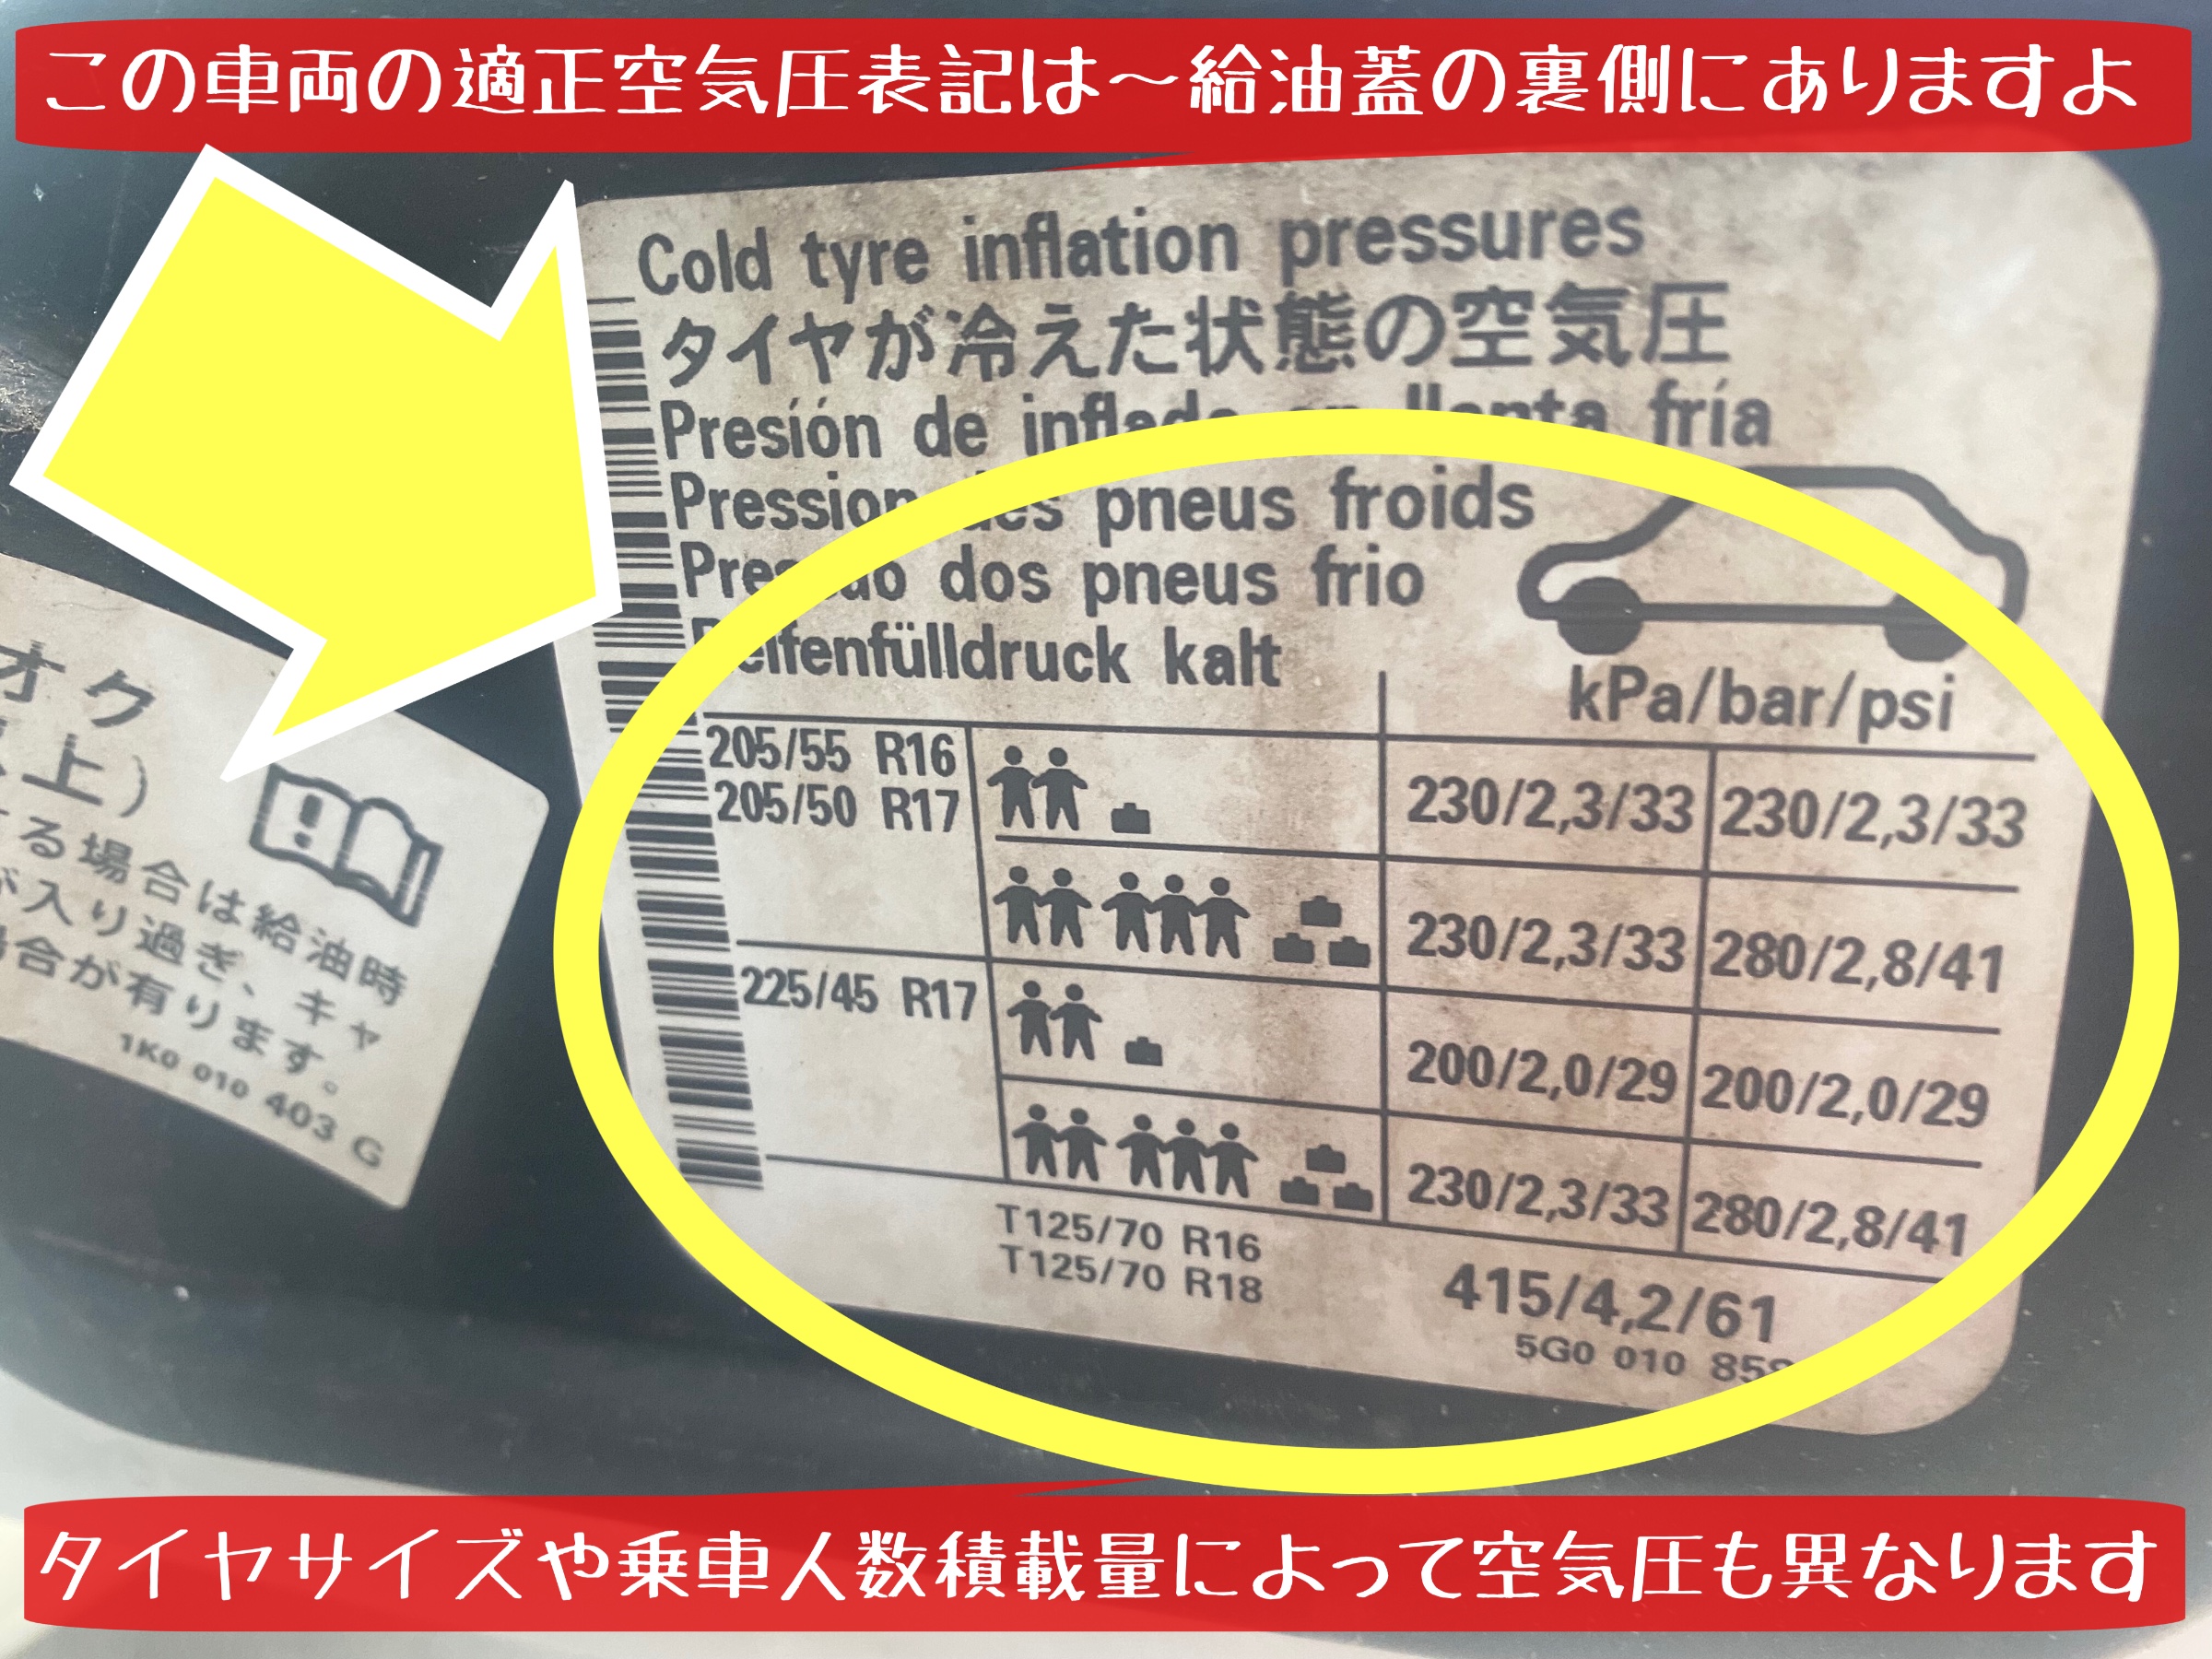 この車両の適正空気圧表記は〜給油蓋の裏側にありますよ
Cold tyre inflation pressures
タイヤが冷えた状態の空気圧
Presíón de fría
pneus froids
dos pneus frio
kalt
kPa/bar/psi
205/55 R16
205/50 R17
230/2,3/33 230/2,3/33
230/2,3/33 280/2,8/41
225/45 R17
200/2,0/29 200/2,0/29
230/2,3/33 280/2,8/41
T125/70 R16
T125/70 R18
415/4,2/61
5G0 010
オク
上)
る場合は給油時
が入り過ぎ、キャ
場合が有ります。
1K0 010 403 G
タイヤサイズや乗車人数積載量によって空気圧も異なります